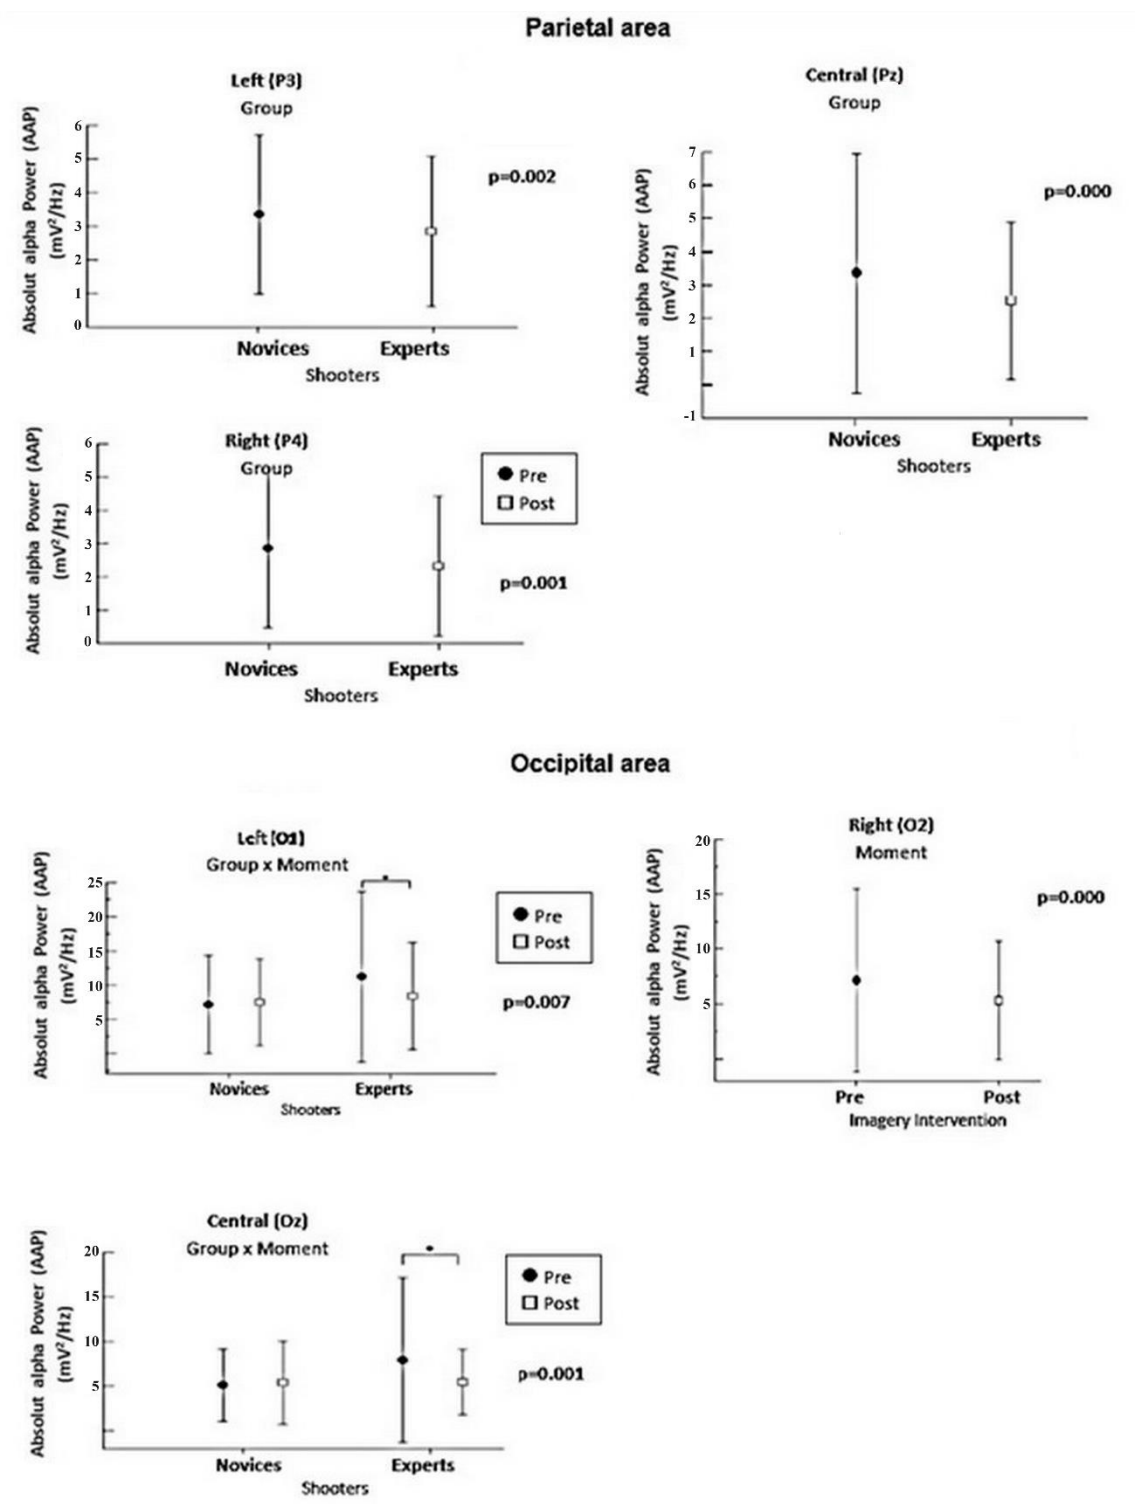 Parietal area
Left (P3)
Group
Absolut alpha Power (AAP)
(mV²/Hz)
6
5
4
3
2
1
0
p=0.002
Novices Experts
Shooters
Central (Pz)
Group
Absolut alpha Power (AAP)
(mV²/Hz)
7
6
5
4
3
2
1
-1
p=0.000
Novices Experts
Shooters
Right (P4)
Group
Absolut alpha Power (AAP)
(mV²/Hz)
6
5
4
3
2
1
0
Pre
Post
p=0.001
Novices Experts
Shooters
Occipital area
Left (O1)
Group x Moment
Absolut alpha Power (AAP)
(mV²/Hz)
25
20
15
10
5
Pre
Post
p=0.007
Novices Experts
Shooters
Right (O2)
Moment
Absolut alpha Power (AAP)
(mV²/Hz)
20
15
10
5
p=0.000
Pre Post
Imagery Intervention
Central (Oz)
Group x Moment
Absolut alpha Power (AAP)
(mV²/Hz)
20
15
10
5
Pre
Post
p=0.001
Novices Experts
Shooters